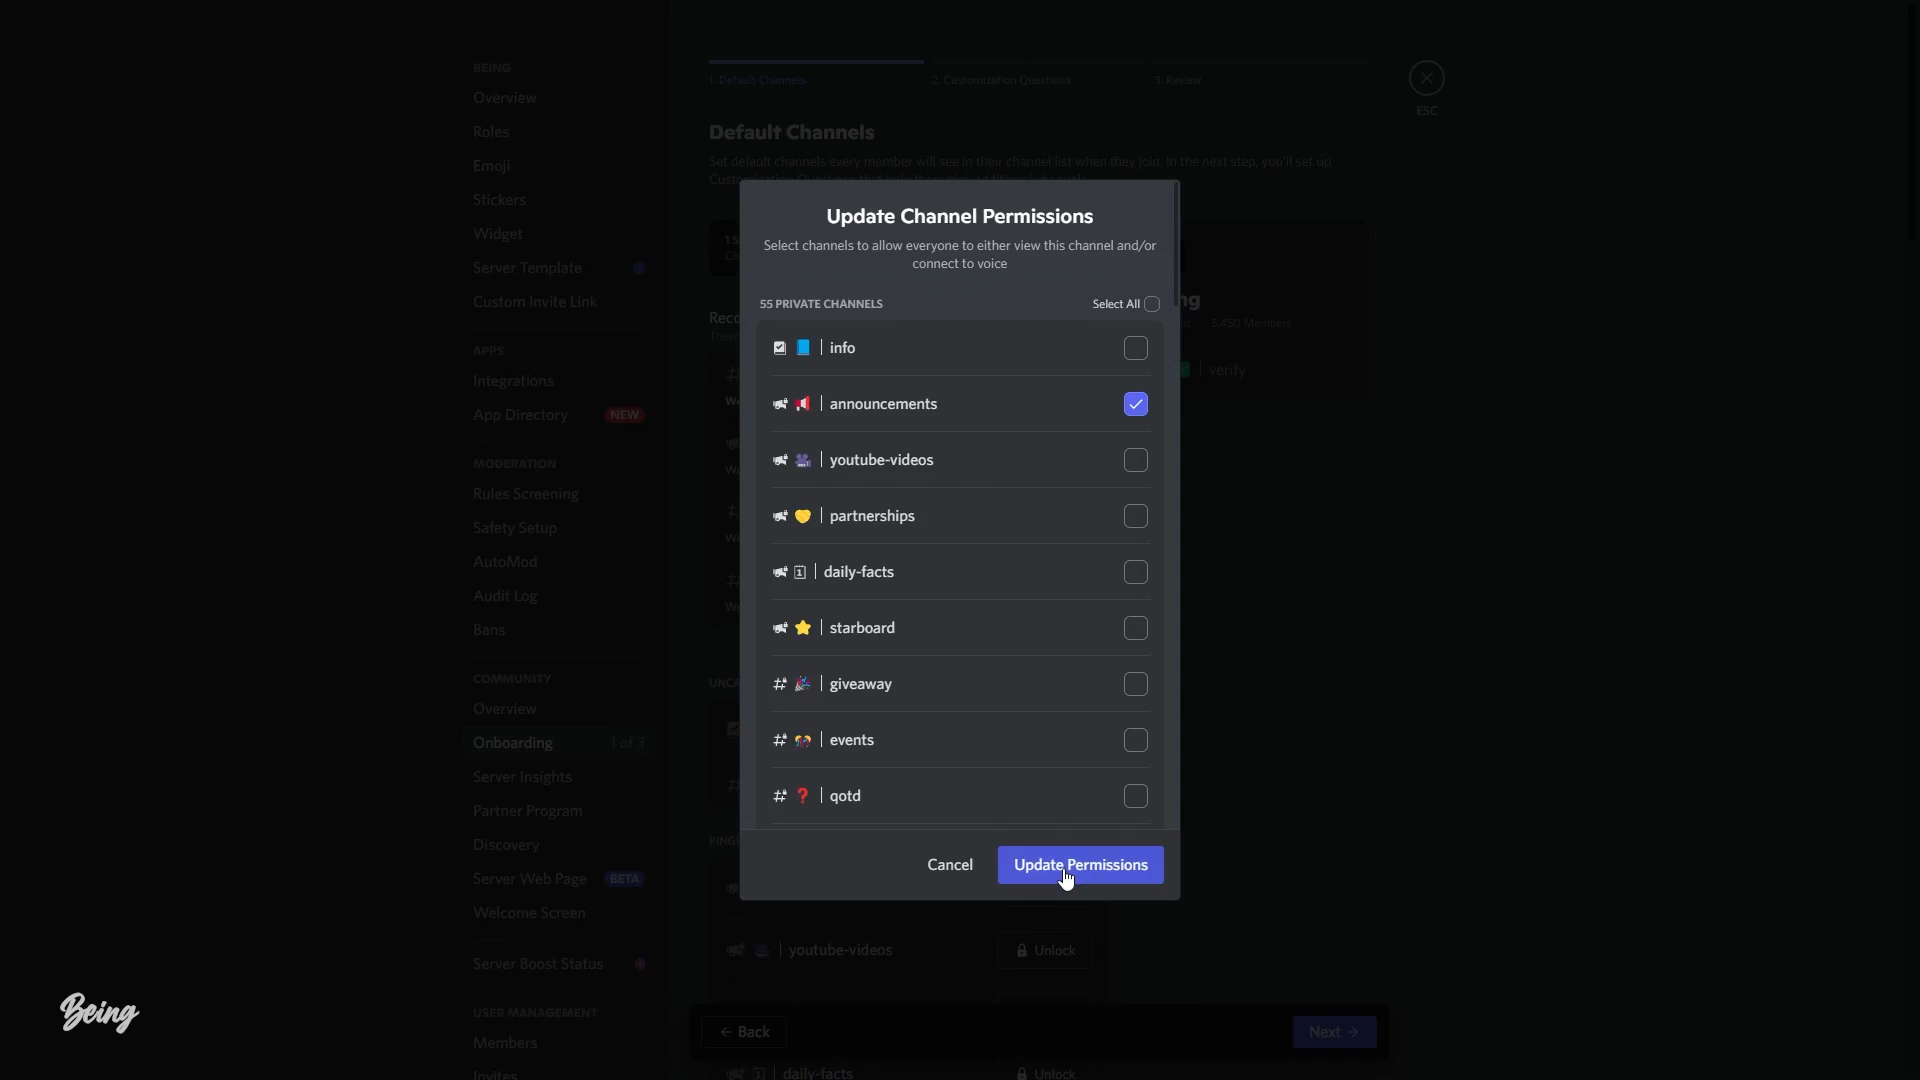 BEING
Overview
Roles
Emoji
Stickers
Widget
Server Template
Custom Invite Link
APPS
Integrations
App Directory NEW
MODERATION
Rules Screening
Safety Setup
AutoMod
Audit Log
Bans
COMMUNITY
Overview
Onboarding 1 of 3
Server Insights
Partner Program
Discovery
Server Web Page BETA
Welcome Screen
Server Boost Status
USER MANAGEMENT
Members
Invites
Being
1. Default Channels 2. Customization Questions 3. Review
ESC
Default Channels
Set default channels every member will see in their channel list when they join. In the next step, you'll set up
Update Channel Permissions
Select channels to allow everyone to either view this channel and/or
connect to voice
55 PRIVATE CHANNELS Select All
info
announcements
youtube-videos
partnerships
daily-facts
starboard
# giveaway
# events
# ❓ | qotd
Cancel Update Permissions
5,450 Members
verify
youtube-videos Unlock
← Back Next →
daily-facts Unlock